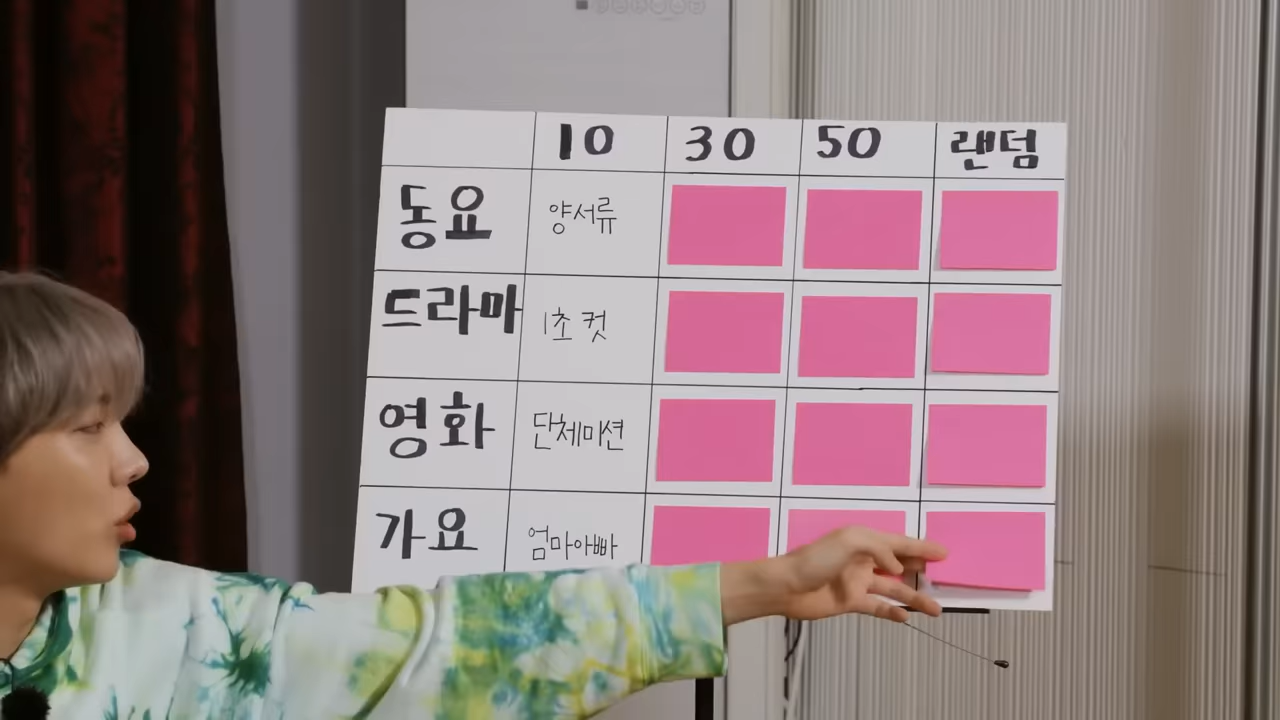 10 30 50 랜덤
동요 양서류
드라마 1초 컷
영화 단체미션
가요 엄마아빠